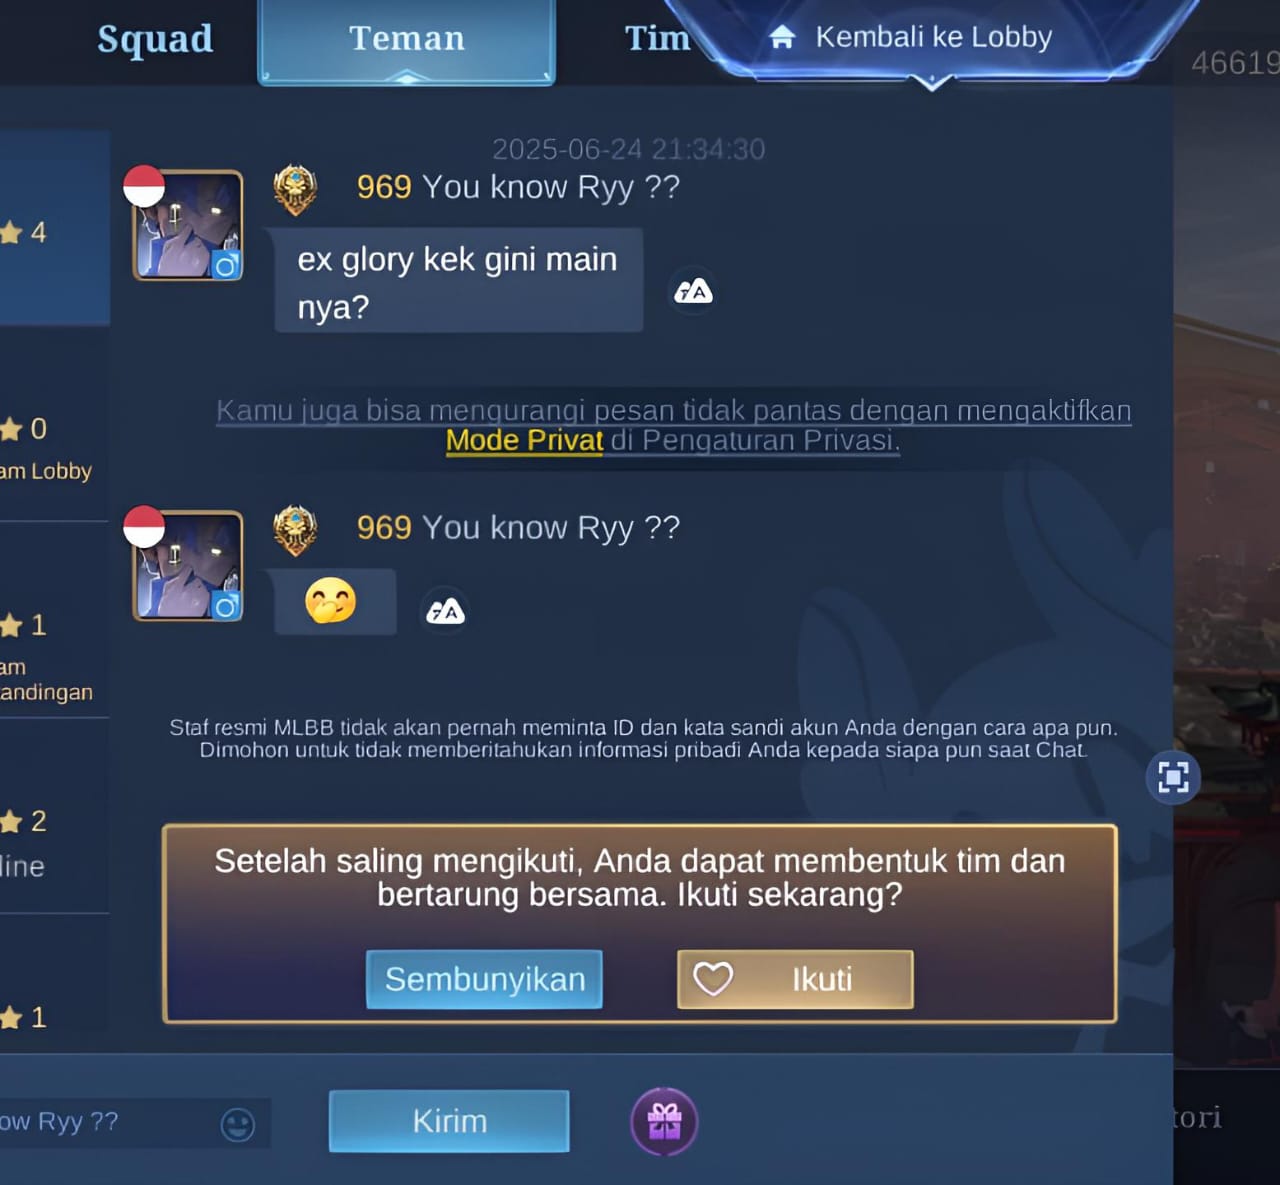 Squad
Teman
Tim
Kembali ke Lobby
46619
2025-06-24 21:34:30
969 You know Ryy ??
4
ex glory kek gini main
nya?
Kamu juga bisa mengurangi pesan tidak pantas dengan mengaktifkan
Mode Privat di Pengaturan Privasi.
0
am Lobby
969 You know Ryy ??
🤭
1
am
andingan
Staf resmi MLBB tidak akan pernah meminta ID dan kata sandi akun Anda dengan cara apa pun.
Dimohon untuk tidak memberitahukan informasi pribadi Anda kepada siapa pun saat Chat.
2
line
Setelah saling mengikuti, Anda dapat membentuk tim dan
bertarung bersama. Ikuti sekarang?
Sembunyikan
Ikuti
1
ow Ryy ??
Kirim
tori